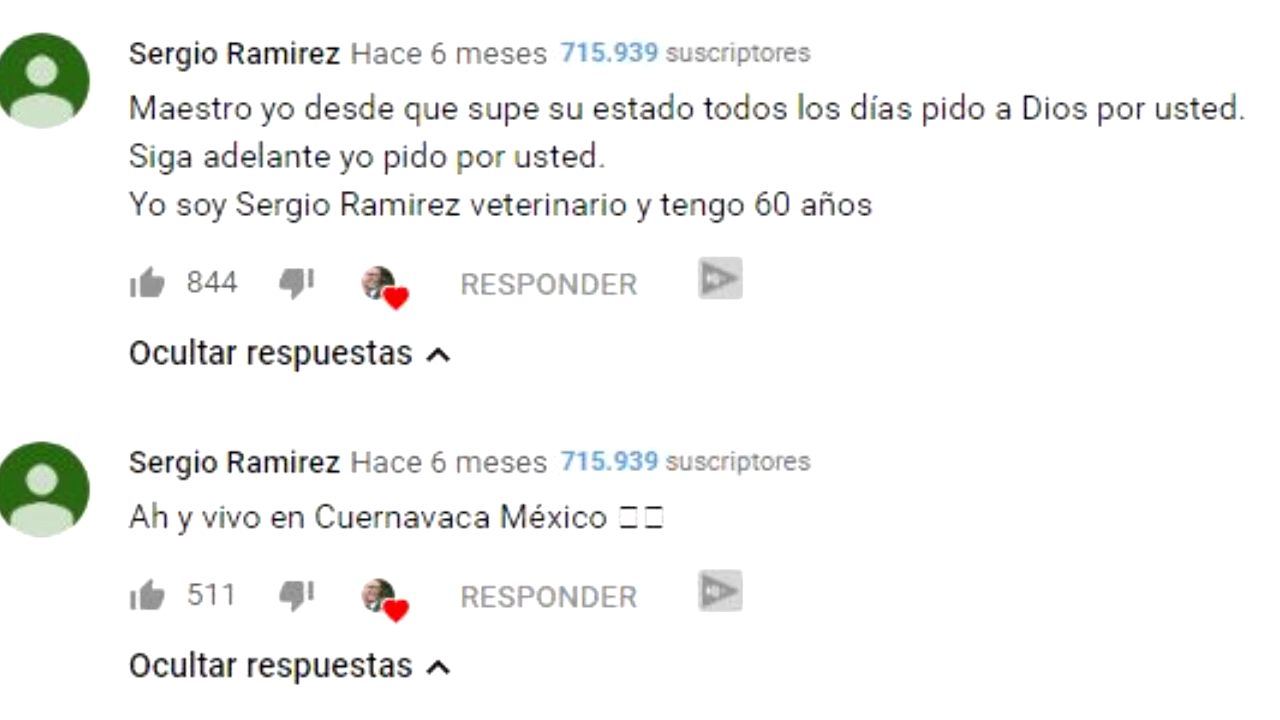 Sergio Ramirez Hace 6 meses 715.939 suscriptores
Maestro yo desde que supe su estado todos los días pido a Dios por usted.
Siga adelante yo pido por usted.
Yo soy Sergio Ramirez veterinario y tengo 60 años
844 RESPONDER
Ocultar respuestas
Sergio Ramirez Hace 6 meses 715.939 suscriptores
Ah y vivo en Cuernavaca México
511 RESPONDER
Ocultar respuestas